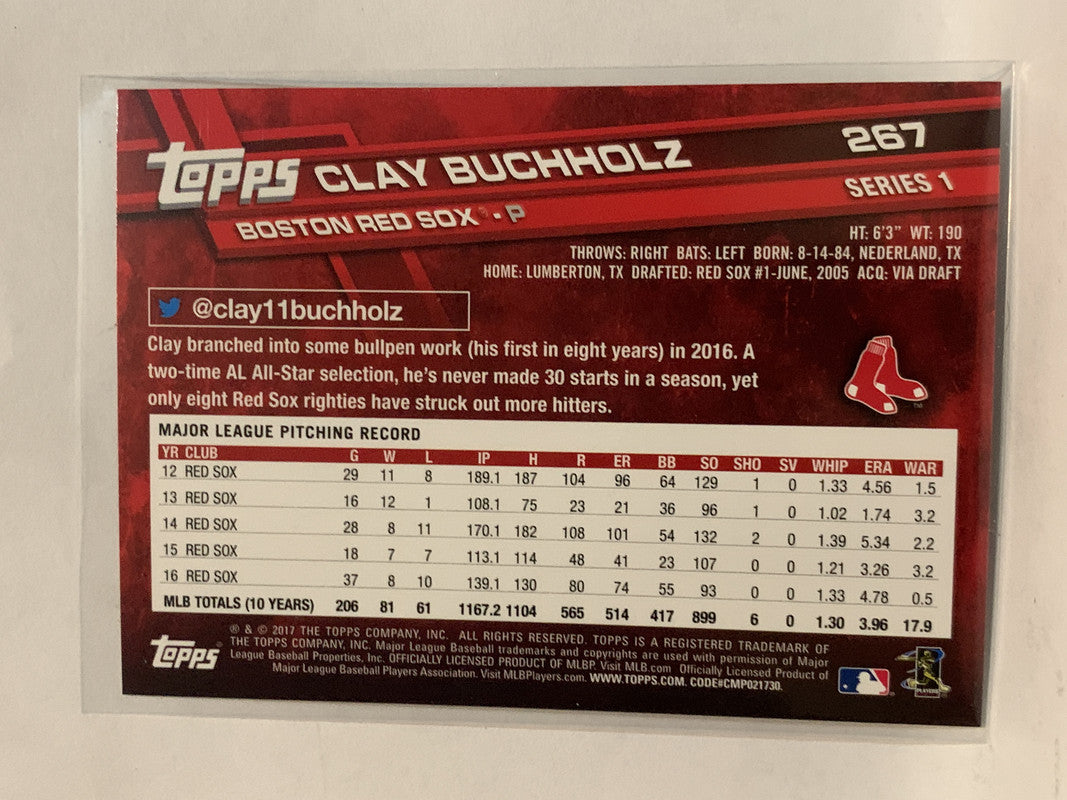 TOPPS CLAY BUCHHOLZ 267
BOSTON RED SOX - P SERIES 1
HT: 6'3" WT: 190
THROWS: RIGHT BATS: LEFT BORN: 8-14-84, NEDERLAND, TX
HOME: LUMBERTON, TX DRAFTED: RED SOX #1-JUNE, 2005 ACQ: VIA DRAFT
@clay11buchholz
Clay branched into some bullpen work (his first in eight years) in 2016. A
two-time AL All-Star selection, he's never made 30 starts in a season, yet
only eight Red Sox righties have struck out more hitters.
TM
MAJOR LEAGUE PITCHING RECORD
YR CLUB G W L IP H R ER BB SO SHO SV WHIP ERA WAR
12 RED SOX 29 11 8 189.1 187 104 96 64 129 1 0 1.33 4.56 1.5
13 RED SOX 16 12 1 108.1 75 23 21 36 96 1 0 1.02 1.74 3.2
14 RED SOX 28 8 11 170.1 182 108 101 54 132 2 0 1.39 5.34 2.2
15 RED SOX 18 7 7 113.1 114 48 41 23 107 0 0 1.21 3.26 3.2
16 RED SOX 37 8 10 139.1 130 80 74 55 93 0 0 1.33 4.78 0.5
MLB TOTALS (10 YEARS) 206 81 61 1167.2 1104 565 514 417 899 6 0 1.30 3.96 17.9
® & © 2017 THE TOPPS COMPANY, INC. ALL RIGHTS RESERVED. TOPPS IS A REGISTERED TRADEMARK OF
THE TOPPS COMPANY, INC. Major League Baseball trademarks and copyrights are used with permission of Major
League Baseball Properties, Inc. OFFICIALLY LICENSED PRODUCT OF MLBP. Visit MLB.com Officially Licensed Product of
Major League Baseball Players Association. Visit MLBPlayers.com. WWW.TOPPS.COM. CODE#CMP021730.
TOPPS ®
PLAYERS